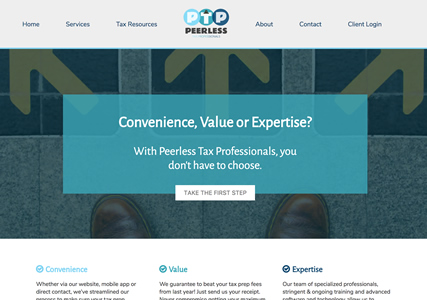 Home
Services
Tax Resources
PTP
PEERLESS
About
Contact
Client Login
Convenience, Value or Expertise?
With Peerless Tax Professionals, you
don't have to choose.
TAKE THE FIRST STEP
Convenience
Whether via our website, mobile app or
direct contact, we've streamlined our
process to make sure your tax prep
Value
We guarantee to beat your tax prep fees
from last year! Just send us your receipt.
Never compromise getting your maximum
Expertise
Our team of specialized professionals,
stringent & ongoing training and advanced
software and technology allow us to